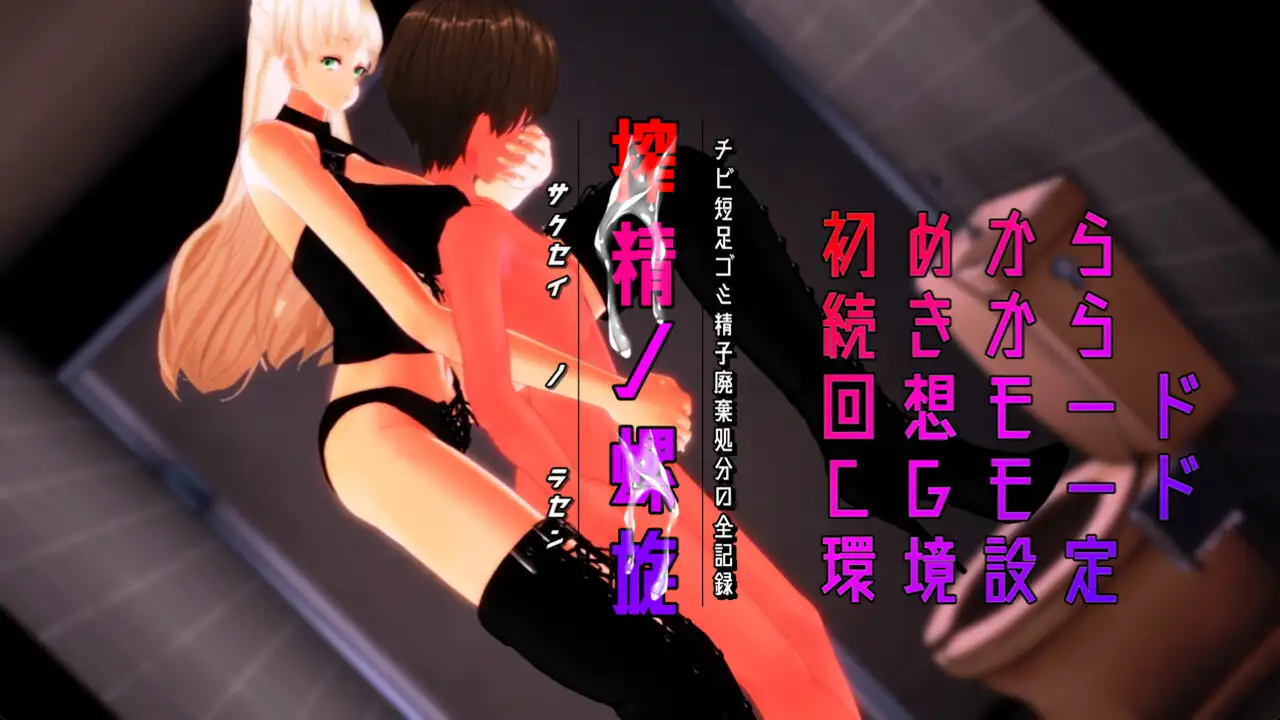 搾精ノ螺旋
サクセイ ノ ラセン
チビ短足ゴミ精子廃棄処分の全記録
初めから
続きから
回想モード
CGモード
環境設定